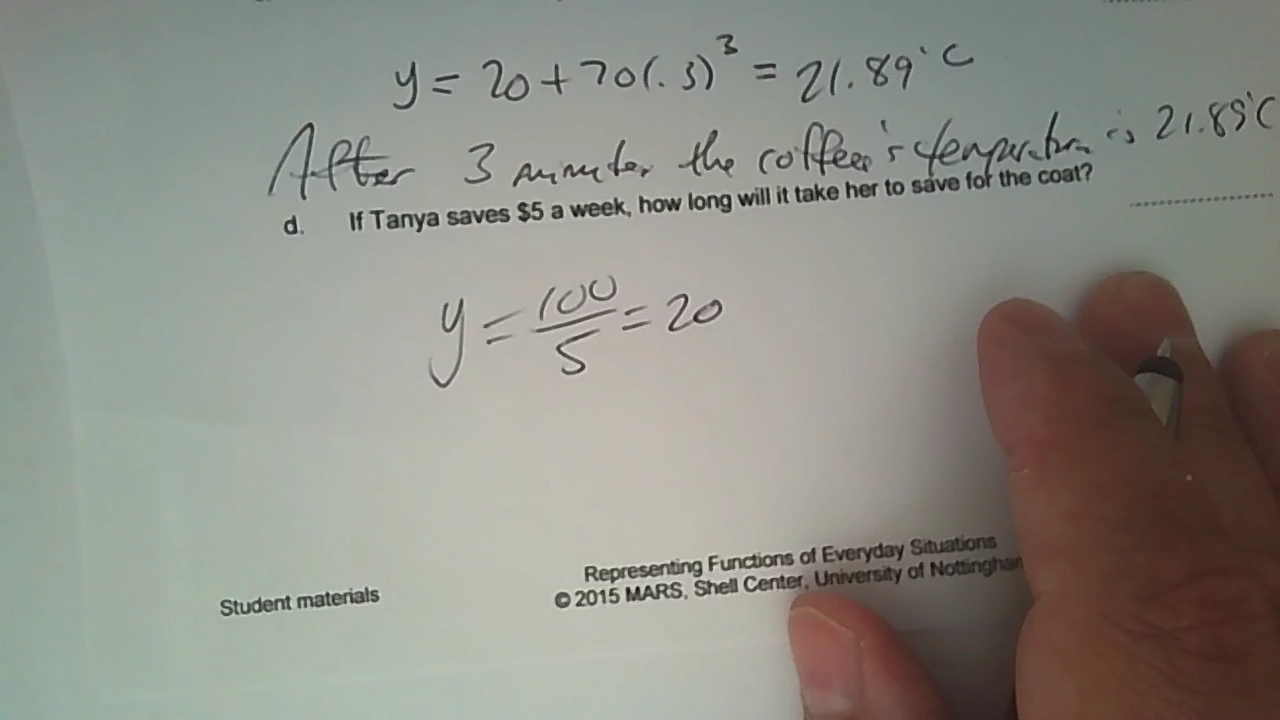 y = 20 + 70(.3)³ = 21.89°C
After 3 minutes the coffee's temperature is 21.89°C
d. If Tanya saves $5 a week, how long will it take her to save for the coat?
y = 100/5 = 20
Representing Functions of Everyday Situations
Student materials © 2015 MARS, Shell Center, University of Nottingham